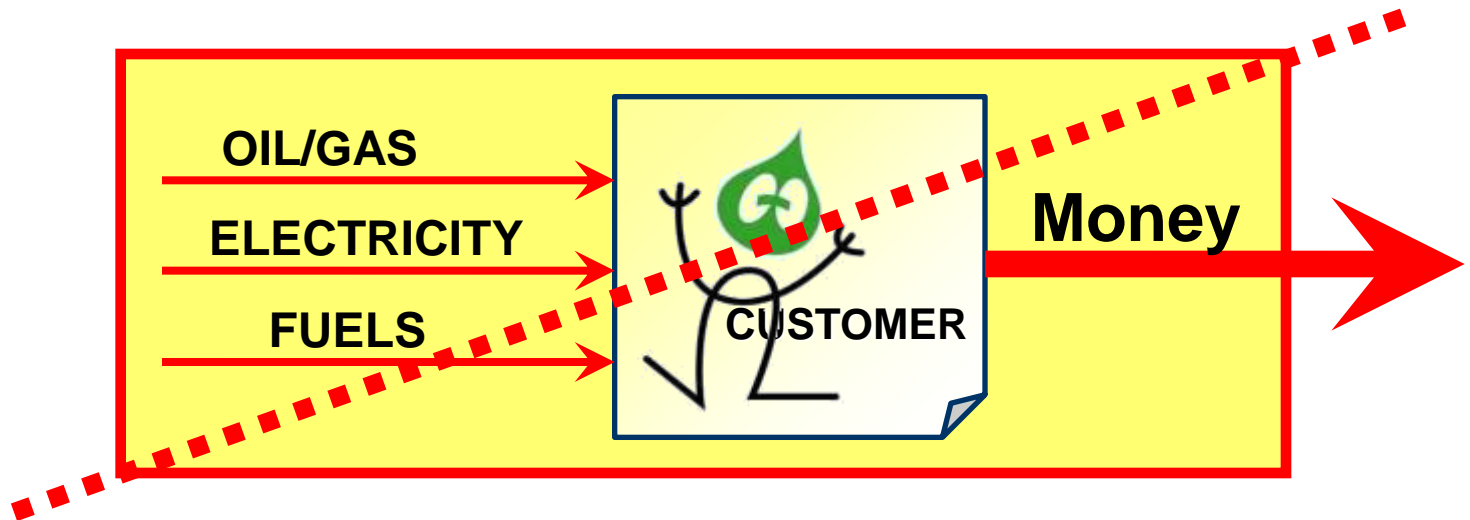 OIL/GAS
ELECTRICITY
FUELS
CUSTOMER
Money